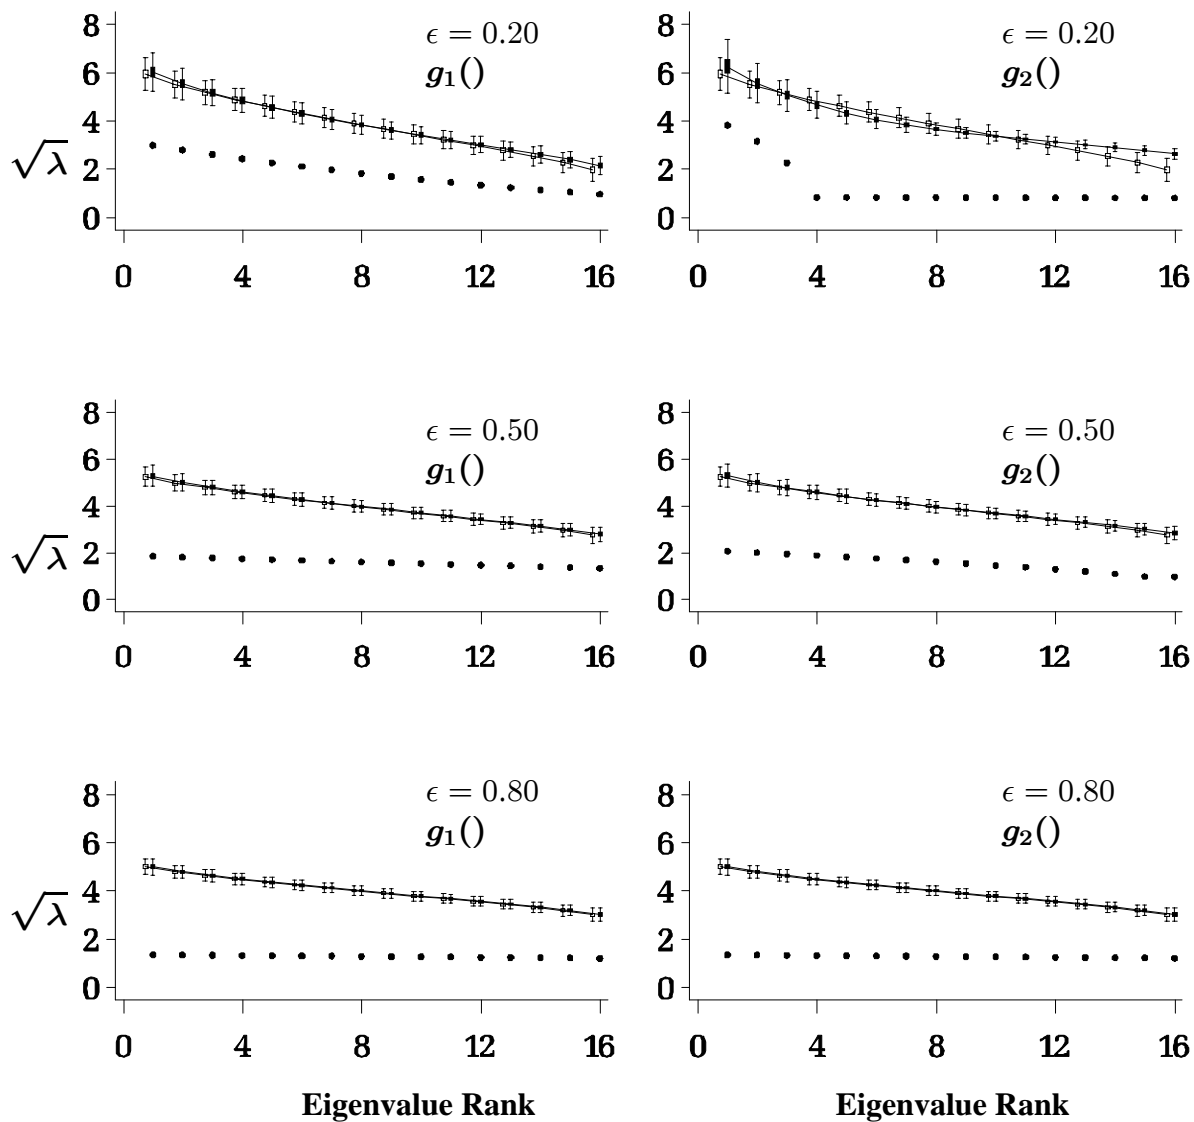 8 ϵ = 0.20 8 ϵ = 0.20
6 g₁() 6 g₂()
4 4
√λ 2 2
0 0
0 4 8 12 16 0 4 8 12 16
8 ϵ = 0.50 8 ϵ = 0.50
6 g₁() 6 g₂()
4 4
√λ 2 2
0 0
0 4 8 12 16 0 4 8 12 16
8 ϵ = 0.80 8 ϵ = 0.80
6 g₁() 6 g₂()
4 4
√λ 2 2
0 0
0 4 8 12 16 0 4 8 12 16
Eigenvalue Rank Eigenvalue Rank